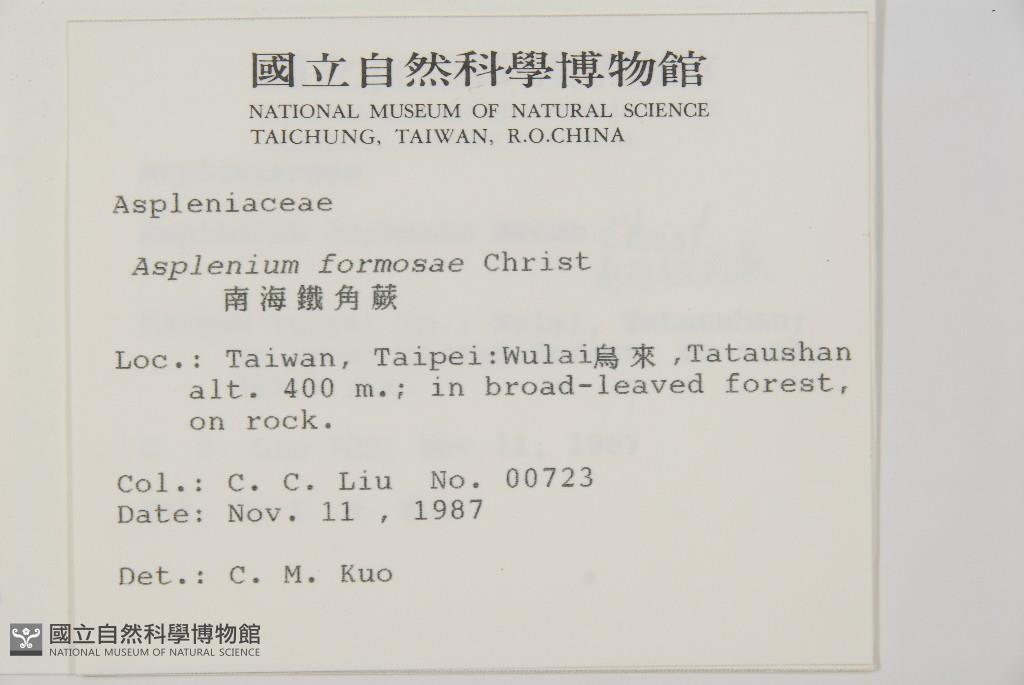 國立自然科學博物館
NATIONAL MUSEUM OF NATURAL SCIENCE
TAICHUNG, TAIWAN, R.O.CHINA
Aspleniaceae
Asplenium formosae Christ
南海鐵角蕨
Loc.: Taiwan, Taipei:Wulai烏來,Tataushan
alt. 400 m.; in broad-leaved forest,
on rock.
Col.: C. C. Liu No. 00723
Date: Nov. 11 , 1987
Det.: C. M. Kuo
國立自然科學博物館
NATIONAL MUSEUM OF NATURAL SCIENCE